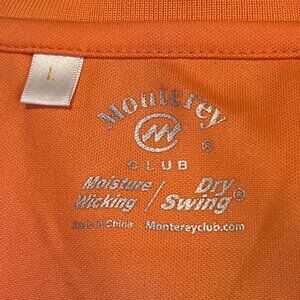 L
Monterey
®
CLUB
Moisture Wicking / Dry Swing®
Made in China Montereyclub.com